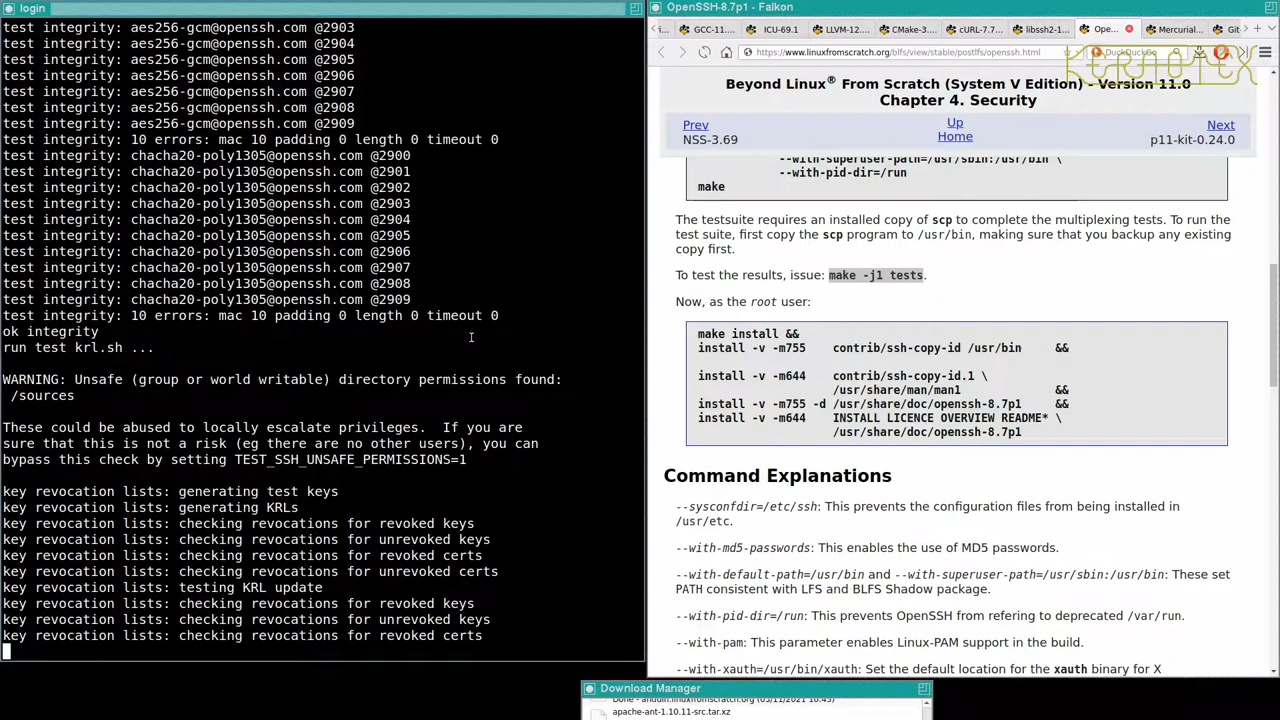 login
test integrity: aes256-gcm@openssh.com @2903
test integrity: aes256-gcm@openssh.com @2904
test integrity: aes256-gcm@openssh.com @2905
test integrity: aes256-gcm@openssh.com @2906
test integrity: aes256-gcm@openssh.com @2907
test integrity: aes256-gcm@openssh.com @2908
test integrity: aes256-gcm@openssh.com @2909
test integrity: 10 errors: mac 10 padding 0 length 0 timeout 0
test integrity: chacha20-poly1305@openssh.com @2900
test integrity: chacha20-poly1305@openssh.com @2901
test integrity: chacha20-poly1305@openssh.com @2902
test integrity: chacha20-poly1305@openssh.com @2903
test integrity: chacha20-poly1305@openssh.com @2904
test integrity: chacha20-poly1305@openssh.com @2905
test integrity: chacha20-poly1305@openssh.com @2906
test integrity: chacha20-poly1305@openssh.com @2907
test integrity: chacha20-poly1305@openssh.com @2908
test integrity: chacha20-poly1305@openssh.com @2909
test integrity: 10 errors: mac 10 padding 0 length 0 timeout 0
ok integrity
run test krl.sh ...
WARNING: Unsafe (group or world writable) directory permissions found:
/sources
These could be abused to locally escalate privileges.  If you are
sure that this is not a risk (eg there are no other users), you can
bypass this check by setting TEST_SSH_UNSAFE_PERMISSIONS=1
key revocation lists: generating test keys
key revocation lists: generating KRLs
key revocation lists: checking revocations for revoked keys
key revocation lists: checking revocations for unrevoked keys
key revocation lists: checking revocations for revoked certs
key revocation lists: checking revocations for unrevoked certs
key revocation lists: testing KRL update
key revocation lists: checking revocations for revoked keys
key revocation lists: checking revocations for unrevoked keys
key revocation lists: checking revocations for revoked certs
OpenSSH-8.7p1 - Falkon
GCC-11.... ICU-69.1 LLVM-12.... CMake-3.... cURL-7.7... libssh2-1... Ope... Mercurial... Git
https://www.linuxfromscratch.org/blfs/view/stable/postlfs/openssh.html DuckDuckGo
KERNOTEX
Beyond Linux® From Scratch (System V Edition) - Version 11.0
Chapter 4. Security
Prev Up Next
NSS-3.69 Home p11-kit-0.24.0
--with-superuser-path=/usr/sbin:/usr/bin \
--with-pid-dir=/run
make
The testsuite requires an installed copy of scp to complete the multiplexing tests. To run the
test suite, first copy the scp program to /usr/bin, making sure that you backup any existing
copy first.
To test the results, issue: make -j1 tests.
Now, as the root user:
make install &&
install -v -m755 contrib/ssh-copy-id /usr/bin &&
install -v -m644 contrib/ssh-copy-id.1 \
/usr/share/man/man1 &&
install -v -m755 -d /usr/share/doc/openssh-8.7p1 &&
install -v -m644 INSTALL LICENCE OVERVIEW README* \
/usr/share/doc/openssh-8.7p1
Command Explanations
--sysconfdir=/etc/ssh: This prevents the configuration files from being installed in
/usr/etc.
--with-md5-passwords: This enables the use of MD5 passwords.
--with-default-path=/usr/bin and --with-superuser-path=/usr/sbin:/usr/bin: These set
PATH consistent with LFS and BLFS Shadow package.
--with-pid-dir=/run: This prevents OpenSSH from refering to deprecated /var/run.
--with-pam: This parameter enables Linux-PAM support in the build.
--with-xauth=/usr/bin/xauth: Set the default location for the xauth binary for X
Download Manager
Done - anduin.linuxfromscratch.org (05/11/2021 10:45)
apache-ant-1.10.11-src.tar.xz